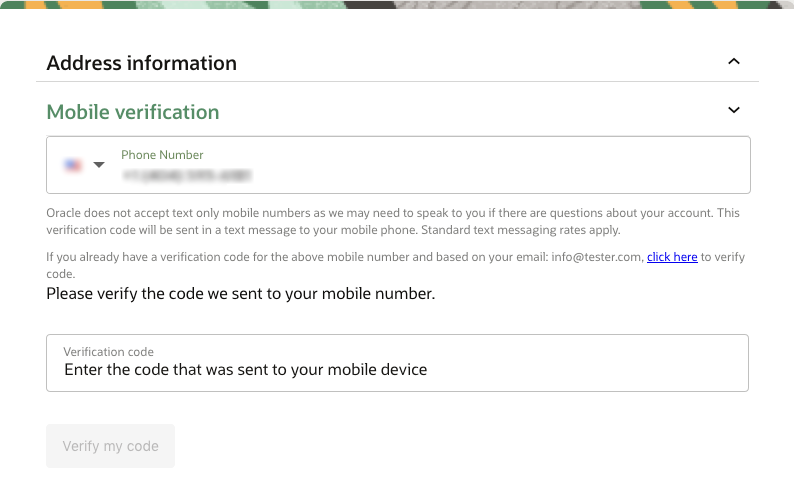 Address information
Mobile verification
Phone Number
Oracle does not accept text only mobile numbers as we may need to speak to you if there are questions about your account. This
verification code will be sent in a text message to your mobile phone. Standard text messaging rates apply.
If you already have a verification code for the above mobile number and based on your email: info@tester.com, click here to verify
code.
Please verify the code we sent to your mobile number.
Verification code
Enter the code that was sent to your mobile device
Verify my code